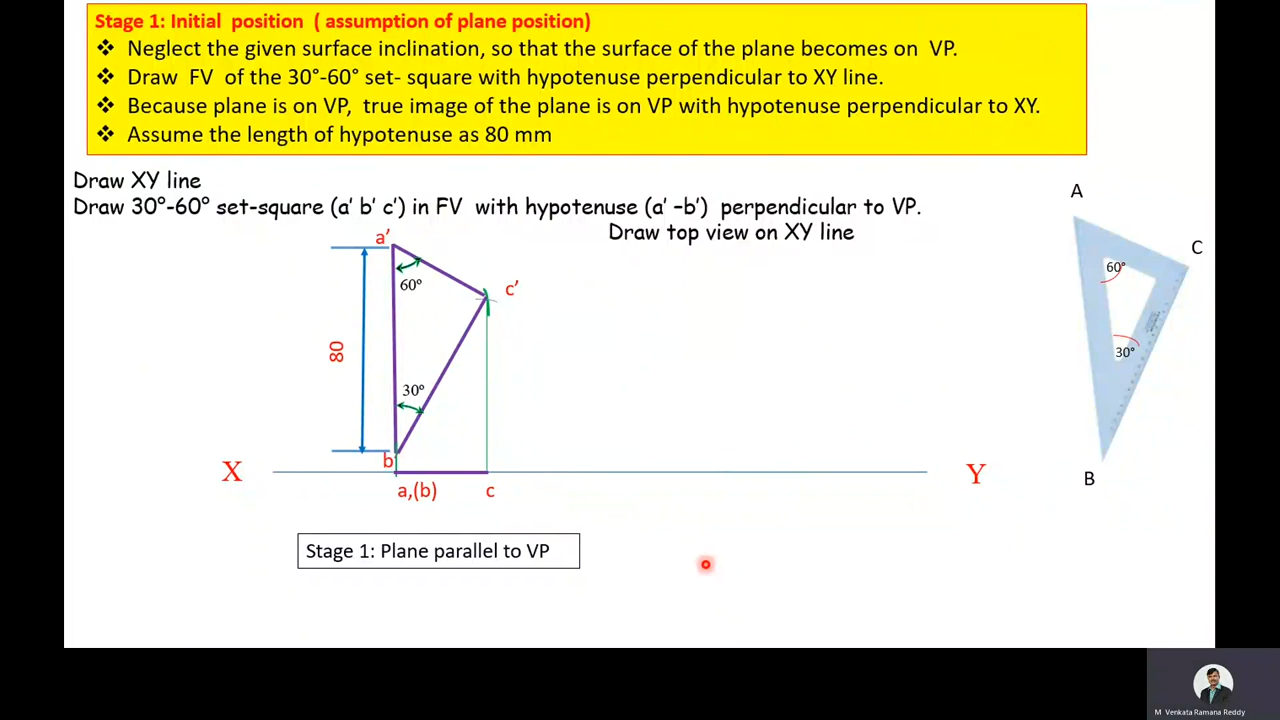 Stage 1: Initial position ( assumption of plane position)
❖ Neglect the given surface inclination, so that the surface of the plane becomes on VP.
❖ Draw FV of the 30°-60° set- square with hypotenuse perpendicular to XY line.
❖ Because plane is on VP, true image of the plane is on VP with hypotenuse perpendicular to XY.
❖ Assume the length of hypotenuse as 80 mm
Draw XY line
Draw 30°-60° set-square (a' b' c') in FV with hypotenuse (a' –b') perpendicular to VP.
Draw top view on XY line
A
a'
C
60°
60°
c'
80
30°
30°
b'
X
Y
B
a,(b)
c
Stage 1: Plane parallel to VP
M Venkata Ramana Reddy